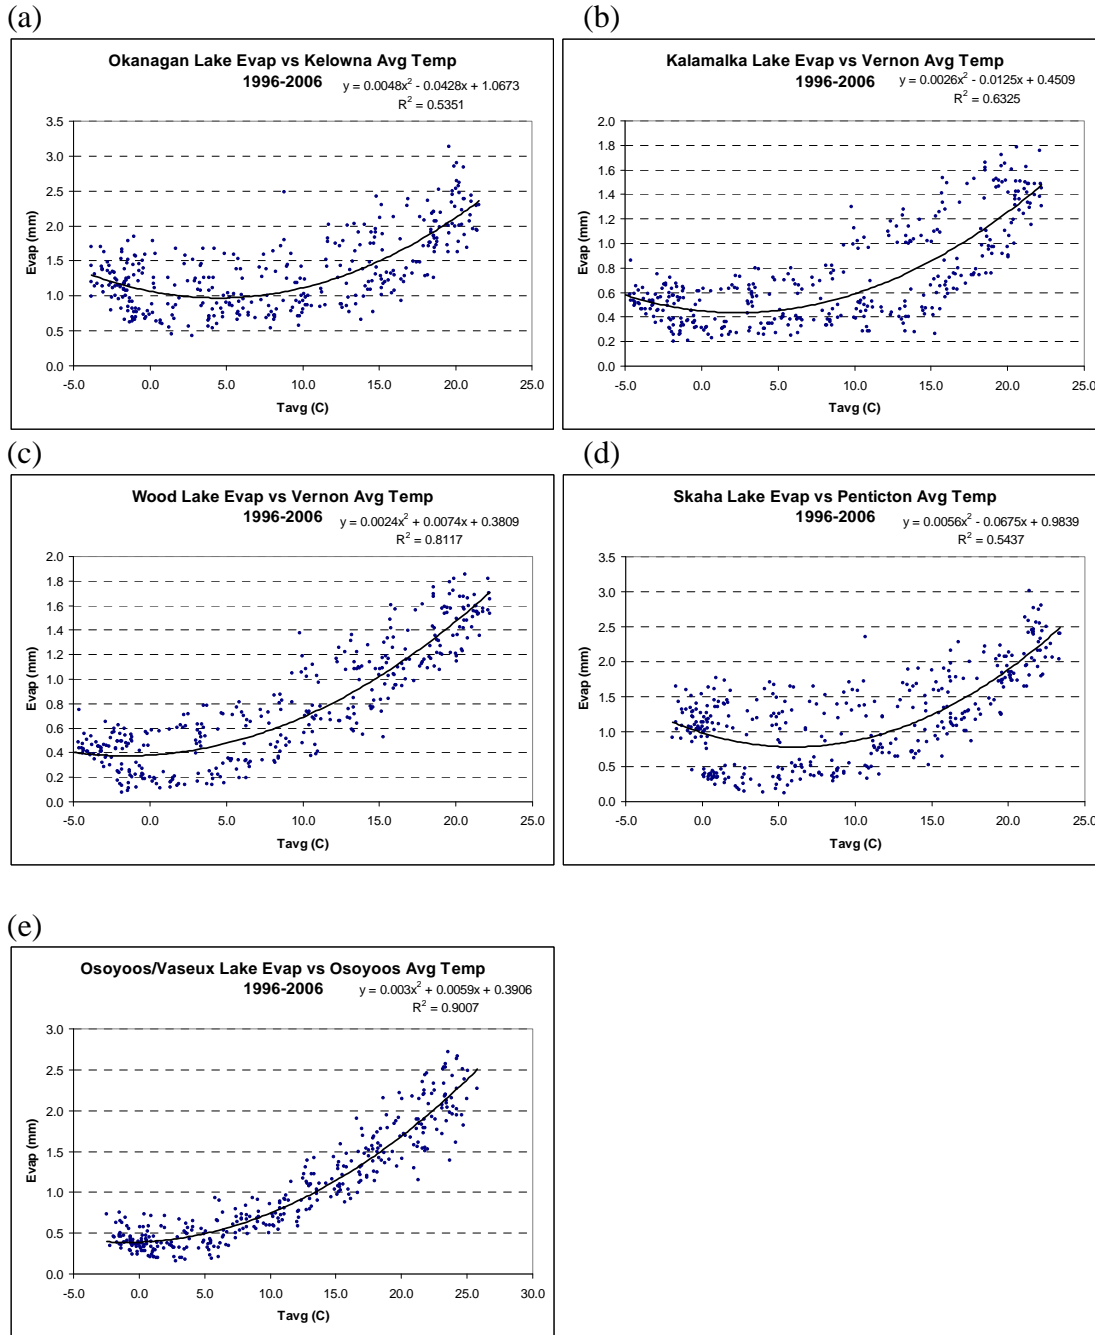 (a)
Okanagan Lake Evap vs Kelowna Avg Temp
1996-2006
y = 0.0048x² - 0.0428x + 1.0673
R² = 0.5351
3.5
3.0
2.5
2.0
1.5
1.0
0.5
0.0
Evap (mm)
-5.0 0.0 5.0 10.0 15.0 20.0 25.0
Tavg (C)
(b)
Kalamalka Lake Evap vs Vernon Avg Temp
1996-2006
y = 0.0026x² - 0.0125x + 0.4509
R² = 0.6325
2.0
1.8
1.6
1.4
1.2
1.0
0.8
0.6
0.4
0.2
0.0
Evap (mm)
-5.0 0.0 5.0 10.0 15.0 20.0 25.0
Tavg (C)
(c)
Wood Lake Evap vs Vernon Avg Temp
1996-2006
y = 0.0024x² + 0.0074x + 0.3809
R² = 0.8117
2.0
1.8
1.6
1.4
1.2
1.0
0.8
0.6
0.4
0.2
0.0
Evap (mm)
-5.0 0.0 5.0 10.0 15.0 20.0 25.0
Tavg (C)
(d)
Skaha Lake Evap vs Penticton Avg Temp
1996-2006
y = 0.0056x² - 0.0675x + 0.9839
R² = 0.5437
3.5
3.0
2.5
2.0
1.5
1.0
0.5
0.0
Evap (mm)
-5.0 0.0 5.0 10.0 15.0 20.0 25.0
Tavg (C)
(e)
Osoyoos/Vaseux Lake Evap vs Osoyoos Avg Temp
1996-2006
y = 0.003x² + 0.0059x + 0.3906
R² = 0.9007
3.0
2.5
2.0
1.5
1.0
0.5
0.0
Evap (mm)
-5.0 0.0 5.0 10.0 15.0 20.0 25.0 30.0
Tavg (C)